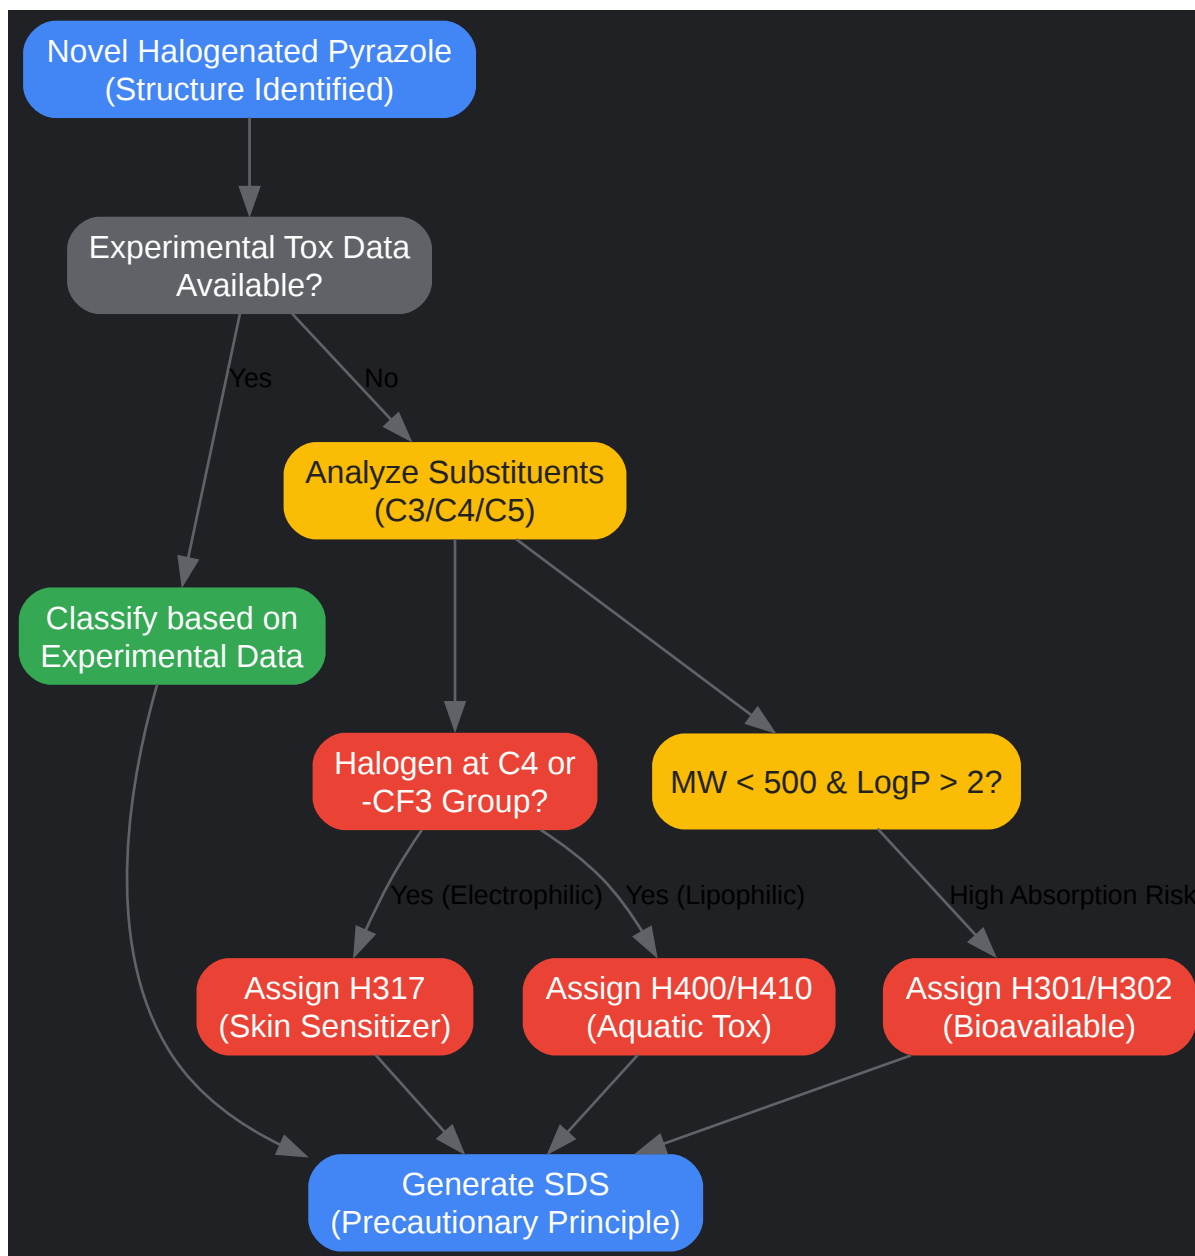 Novel Halogenated Pyrazole
(Structure Identified)
Experimental Tox Data
Available?
Yes
No
Analyze Substituents
(C3/C4/C5)
Classify based on
Experimental Data
Halogen at C4 or
-CF3 Group?
MW < 500 & LogP > 2?
Yes (Electrophilic)
Yes (Lipophilic)
High Absorption Risk
Assign H317
(Skin Sensitizer)
Assign H400/H410
(Aquatic Tox)
Assign H301/H302
(Bioavailable)
Generate SDS
(Precautionary Principle)